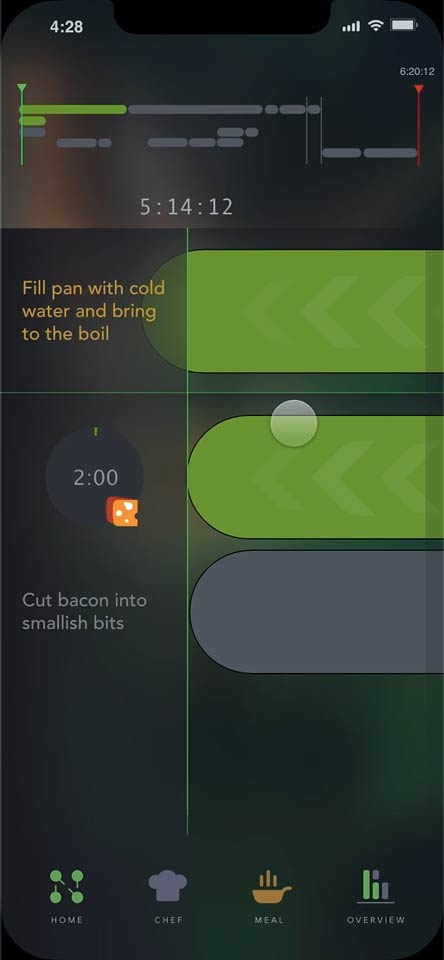 4:28
6:20:12
5:14:12
Fill pan with cold
water and bring
to the boil
2:00
Cut bacon into
smallish bits
HOME CHEF MEAL OVERVIEW